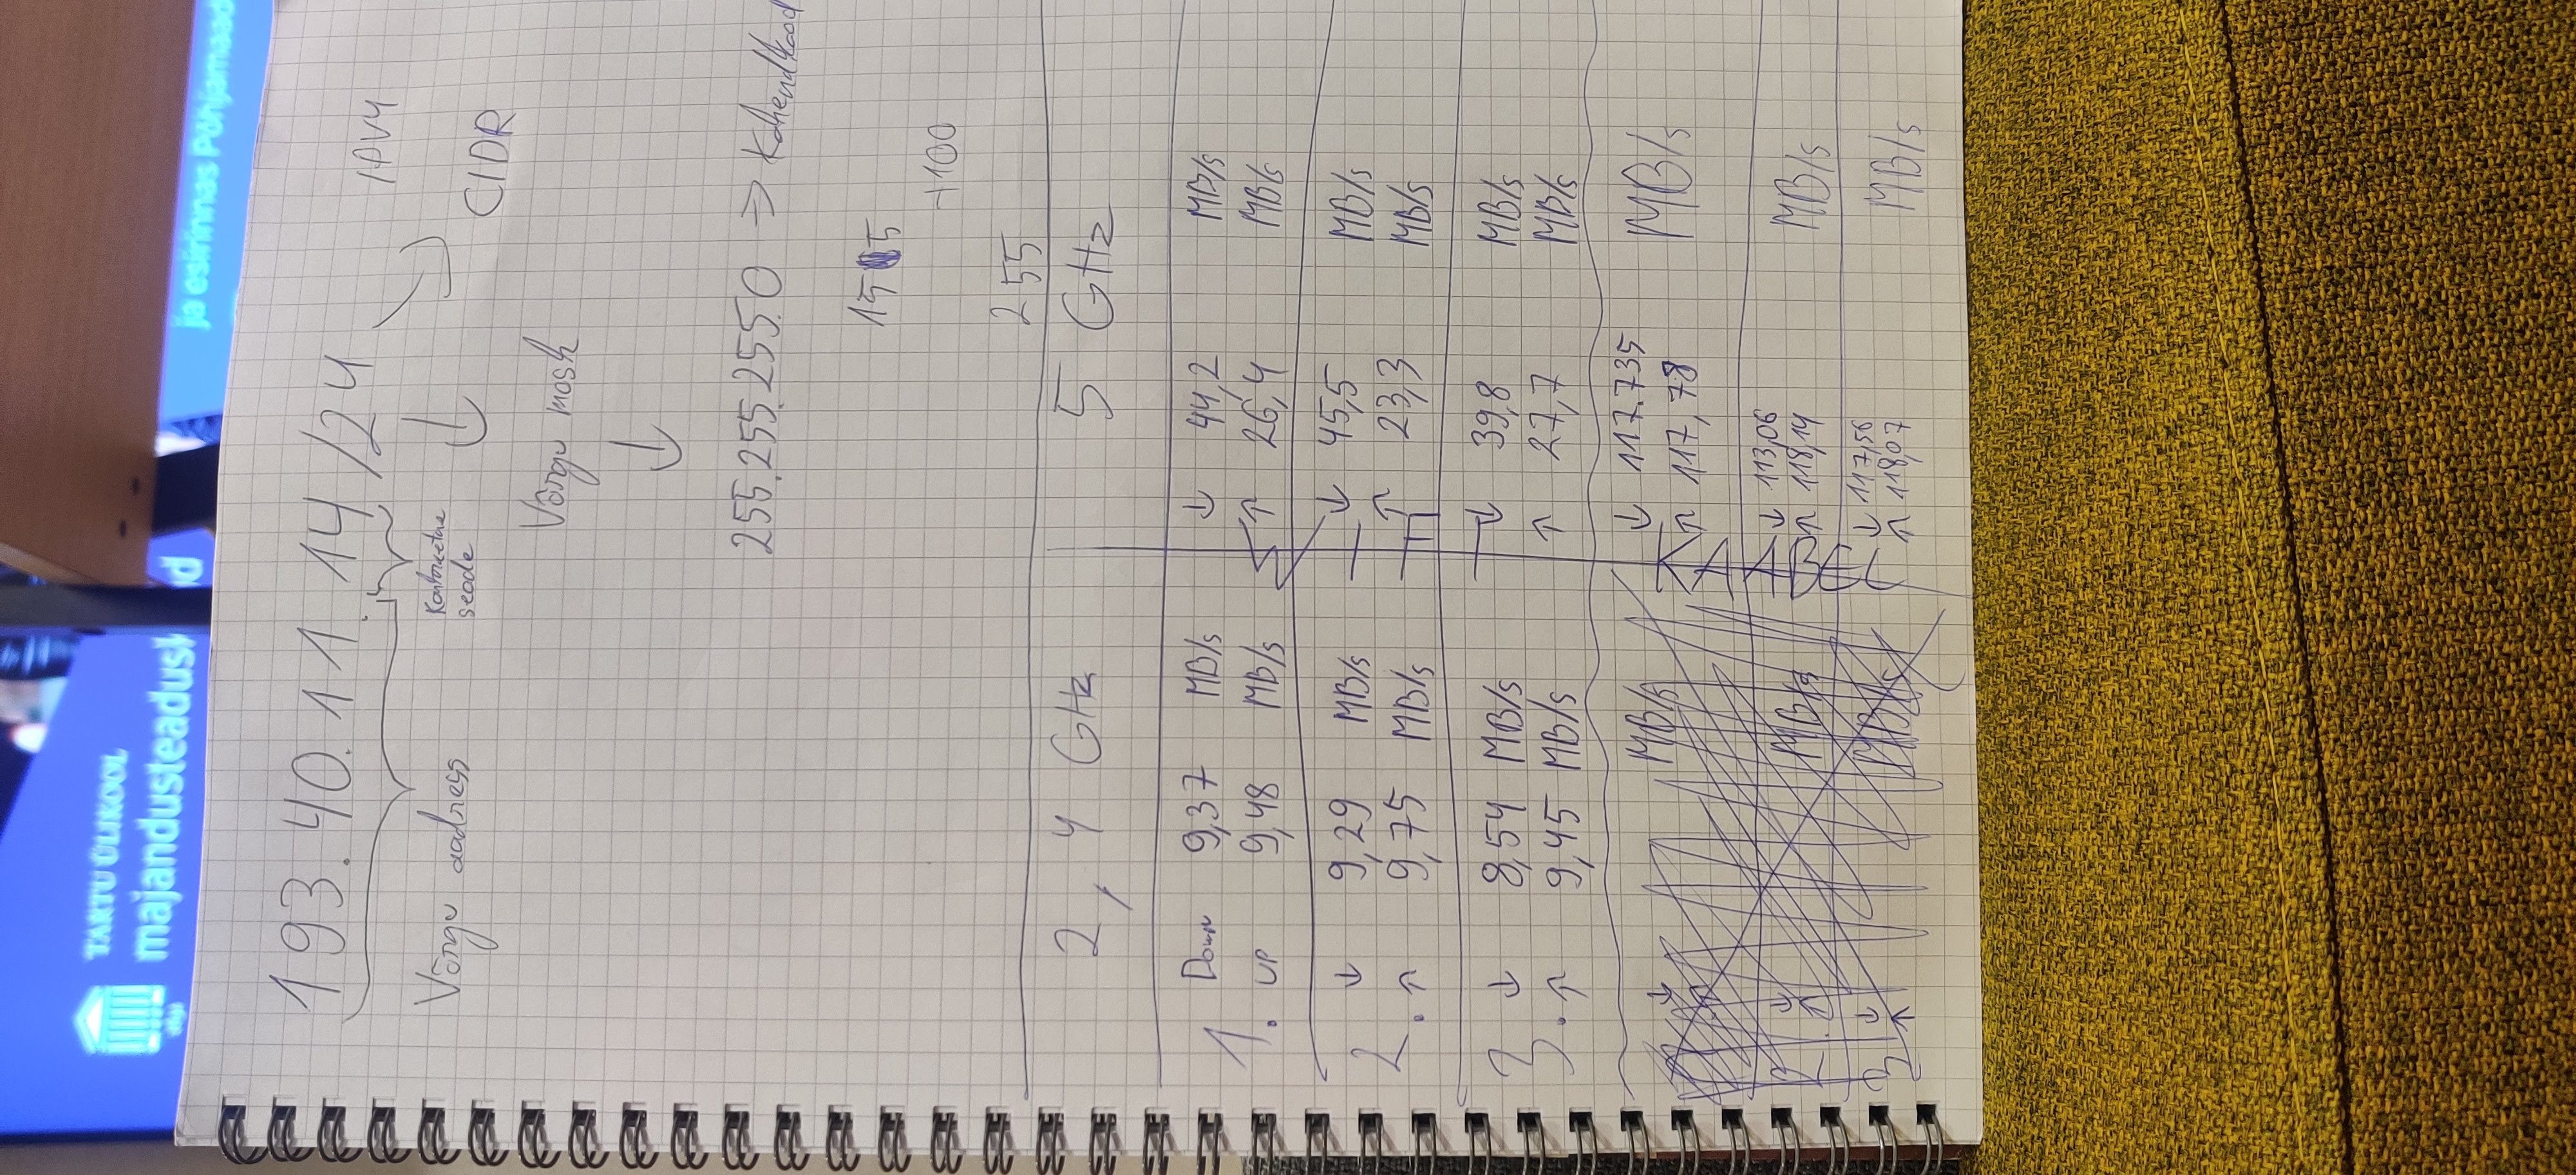 TARTU ÜLIKOOL
majandusteadusk d
ja esirinnas Põhjamaad
193.40.11.14 /24
IPV4
Võrgu aadress
Konkreetne
seade
CIDR
Võrgu mask
255.255.255.0 => Kahendkood
15 5
+100
255
2,4 GHz 5 GHz
1. Down 9,37 MB/s ↓ 44,2 MB/s
UP 9,48 MB/s ↑ 26,4 MB/s
2. ↓ 9,29 MB/s ↓ 45,5 MB/s
↑ 9,75 MB/s ↑ 23,3 MB/s
3. ↓ 8,54 MB/s ↓ 39,8 MB/s
↑ 9,45 MB/s ↑ 27,7 MB/s
↓ MB/s ↓ 117.735 MB/s
↑ 117,78
2. ↓ MB/s ↓ 113,06 MB/s
↑ ↑ 118,14
3 ↓ MB/s ↓ 117,56 MB/s
↑ ↑ 118,07
KAABEL